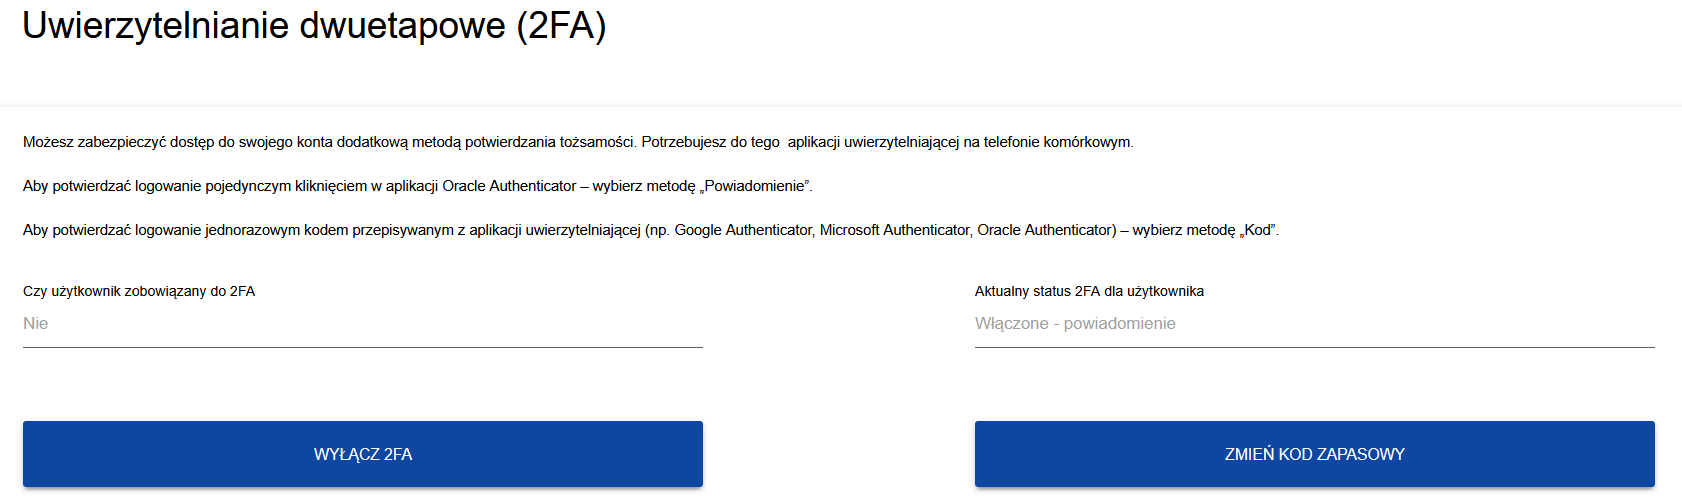 Uwierzytelnianie dwuetapowe (2FA)
Możesz zabezpieczyć dostęp do swojego konta dodatkową metodą potwierdzania tożsamości. Potrzebujesz do tego  aplikacji uwierzytelniającej na telefonie komórkowym.
Aby potwierdzać logowanie pojedynczym kliknięciem w aplikacji Oracle Authenticator – wybierz metodę „Powiadomienie”.
Aby potwierdzać logowanie jednorazowym kodem przepisywanym z aplikacji uwierzytelniającej (np. Google Authenticator, Microsoft Authenticator, Oracle Authenticator) – wybierz metodę „Kod”.
Czy użytkownik zobowiązany do 2FA
Nie
Aktualny status 2FA dla użytkownika
Włączone - powiadomienie
WYŁĄCZ 2FA
ZMIEŃ KOD ZAPASOWY